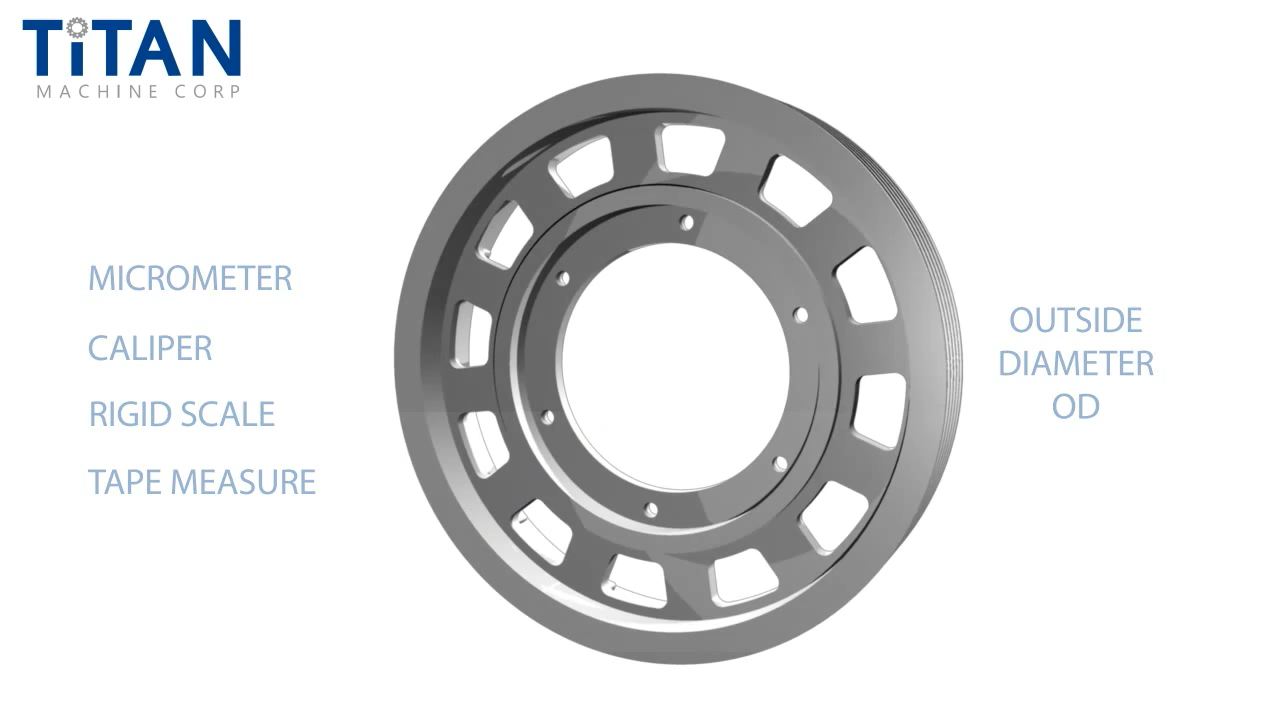 TiTAN
MACHINE CORP
MICROMETER
CALIPER
RIGID SCALE
TAPE MEASURE
OUTSIDE
DIAMETER
OD